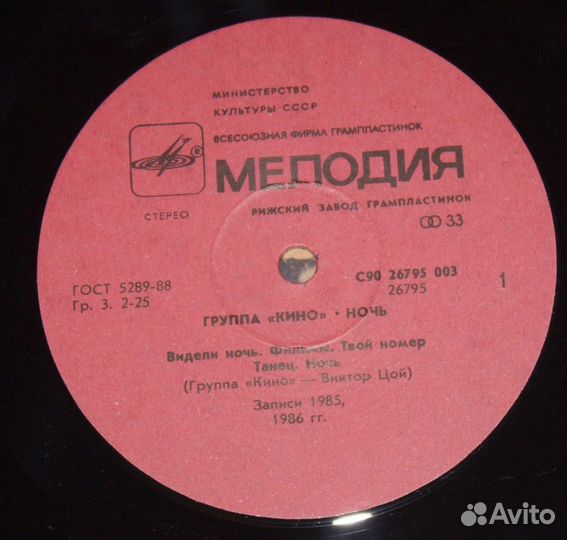 МИНИСТЕРСТВО
КУЛЬТУРЫ СССР
ВСЕСОЮЗНАЯ ФИРМА ГРАМПЛАСТИНОК
®
МЕЛОДИЯ
СТЕРЕО
РИЖСКИЙ ЗАВОД ГРАМПЛАСТИНОК
33
ГОСТ 5289-88
Гр. 3. 2-25
С90 26795 003
26795
1
ГРУППА «КИНО» • НОЧЬ
Видели ночь. Фильмы. Твой номер
Танец. Ночь
(Группа «Кино» — Виктор Цой)
Записи 1985,
1986 гг.
Avito